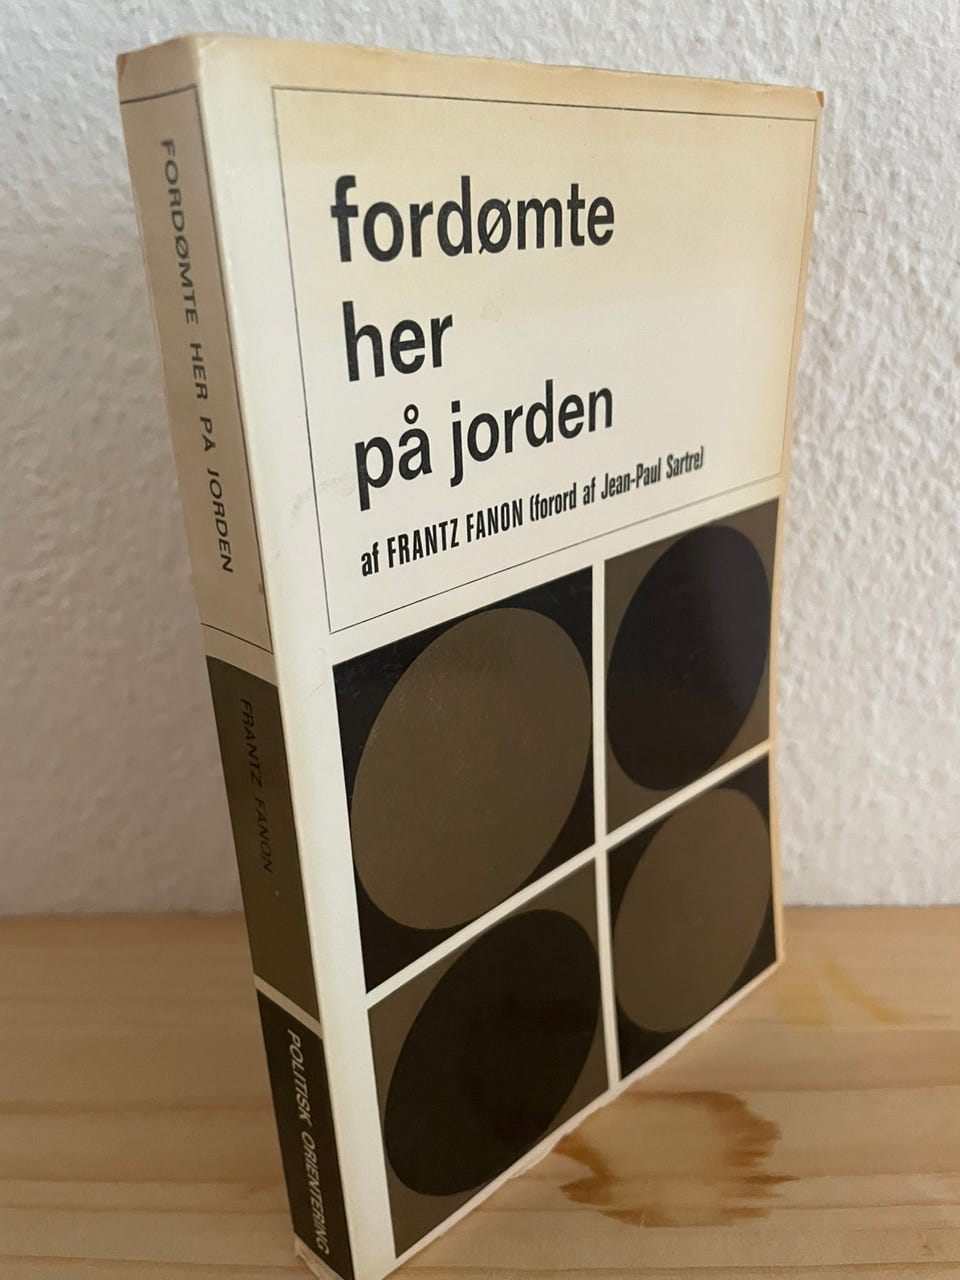 fordømte
her
på jorden
af FRANTZ FANON (forord af Jean-Paul Sartre)
FORDØMTE HER PÅ JORDEN
FRANTZ FANON
POLITISK ORIENTERING